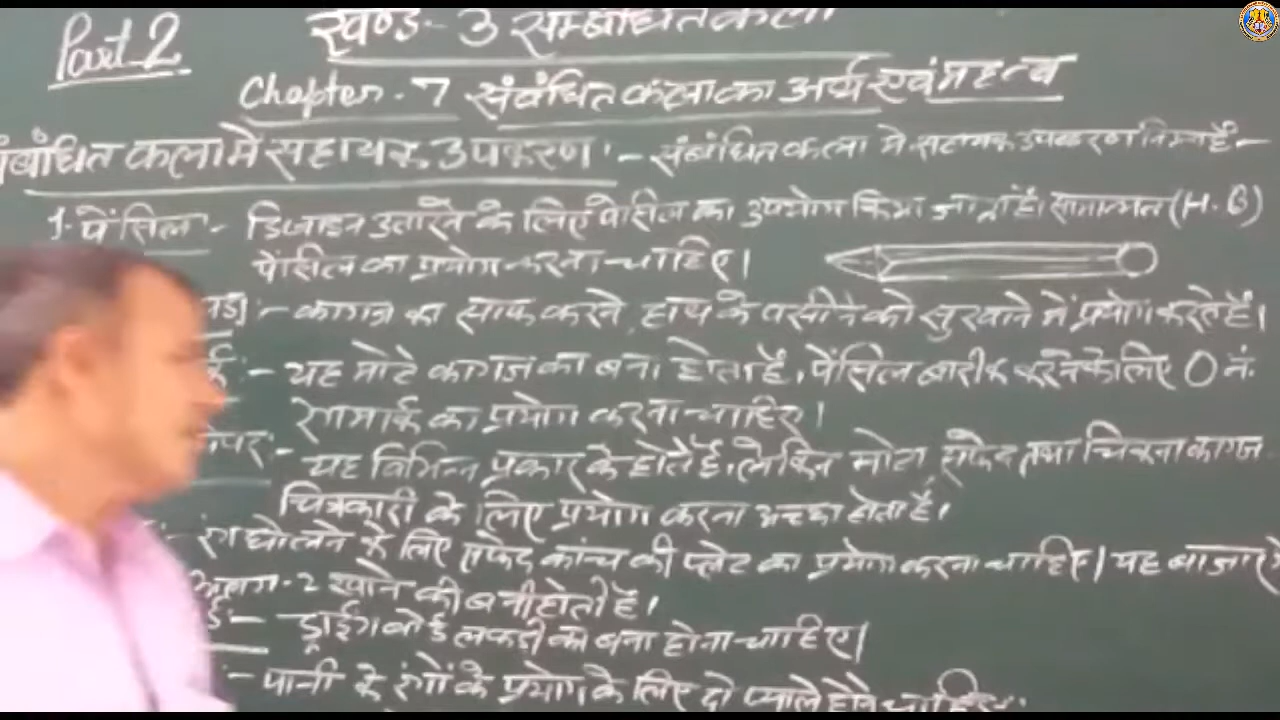 Part-2
खण्ड- 3 सम्बंधित कला
Chapter-7 संबंधित कला का अर्थ एवं महत्व
संबंधित कला में सहायक उपकरण :- संबंधित कला में सहायक उपकरण निम्न हैं-
1. पेंसिल - डिजाइन उतारने के लिए पेंसिल का उपयोग किया जाता है। सामान्यत (H.B)
पेंसिल का प्रयोग करना चाहिए।
:- कागज का साफ करने, हाथ के पसीने को सुखाने में प्रयोग करते हैं।
:- यह मोटे कागज का बना होता है, पेंसिल बारीक करने के लिए 0 नं.
रेगमार्क का प्रयोग करना चाहिए।
पेपर:- यह विभिन्न प्रकार के होते हैं, लेकिन मोटा सफेद तथा चिकना कागज
चित्रकारी के लिए प्रयोग करना अच्छा होता है।
:- रंग घोलने के लिए सफेद कांच की प्लेट का प्रयोग करना चाहिए। यह बाजार में
अलग-2 खाने की बनी होती है।
:- ड्राईंग बोर्ड लकड़ी का बना होना चाहिए।
:- पानी के रंगों के प्रयोग के लिए दो प्याले होने चाहिए